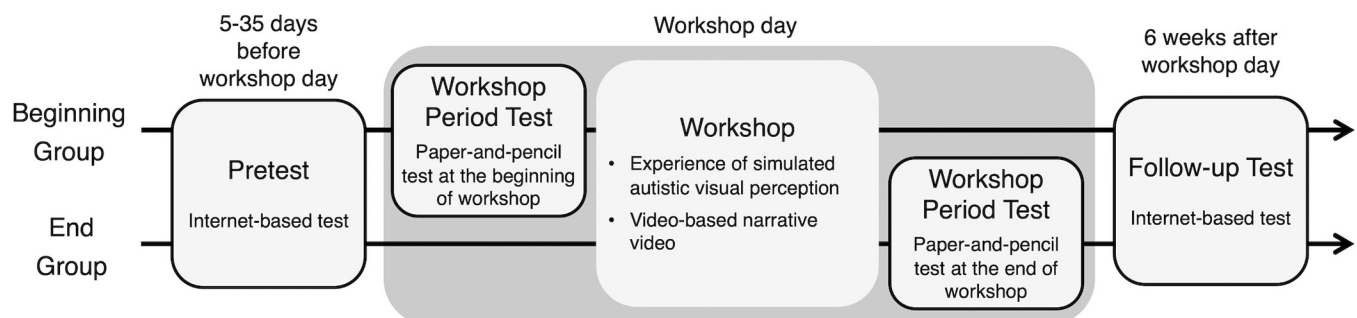 Workshop day
5-35 days
before
workshop day
6 weeks after
workshop day
Beginning
Group
End
Group
Pretest
Internet-based test
Workshop
Period Test
Paper-and-pencil
test at the beginning
of workshop
Workshop
• Experience of simulated
autistic visual perception
• Video-based narrative
video
Workshop
Period Test
Paper-and-pencil
test at the end of
workshop
Follow-up Test
Internet-based test